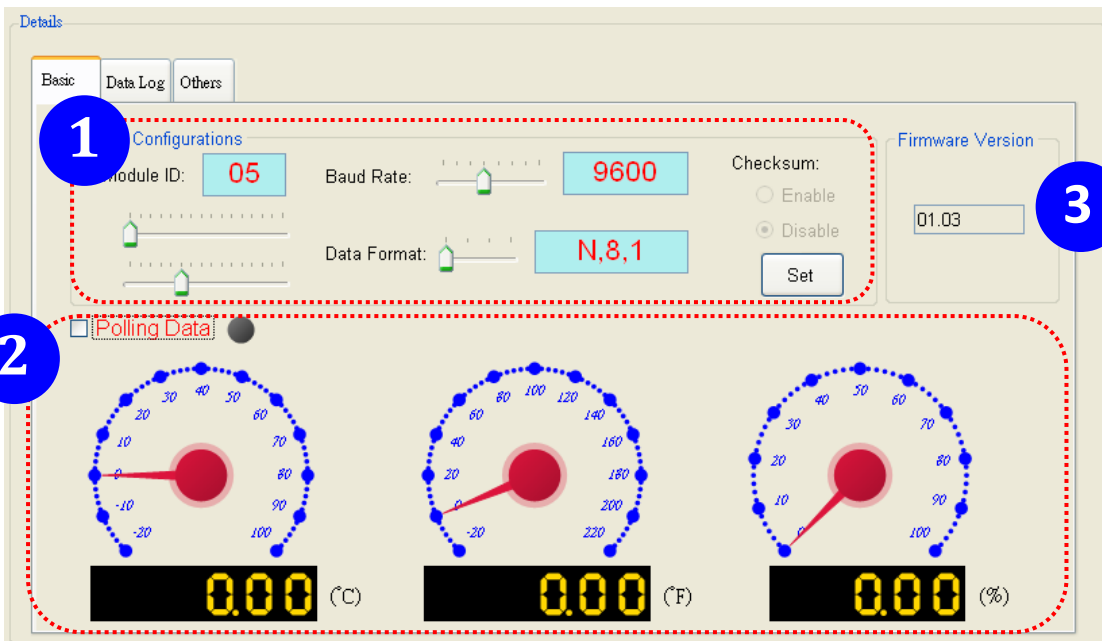 Details
Basic
Data Log
Others
1
Configurations
Firmware Version
Module ID:
05
Baud Rate:
9600
Checksum:
Enable
3
01.03
Disable
Data Format:
N,8,1
Set
2
Polling Data
-20
-10
0
10
20
30
40
50
60
70
80
90
100
-20
0
20
40
60
80
100
120
140
160
180
200
220
0
10
20
30
40
50
60
70
80
90
100
0.00 (°C)
0.00 (°F)
0.00 (%)